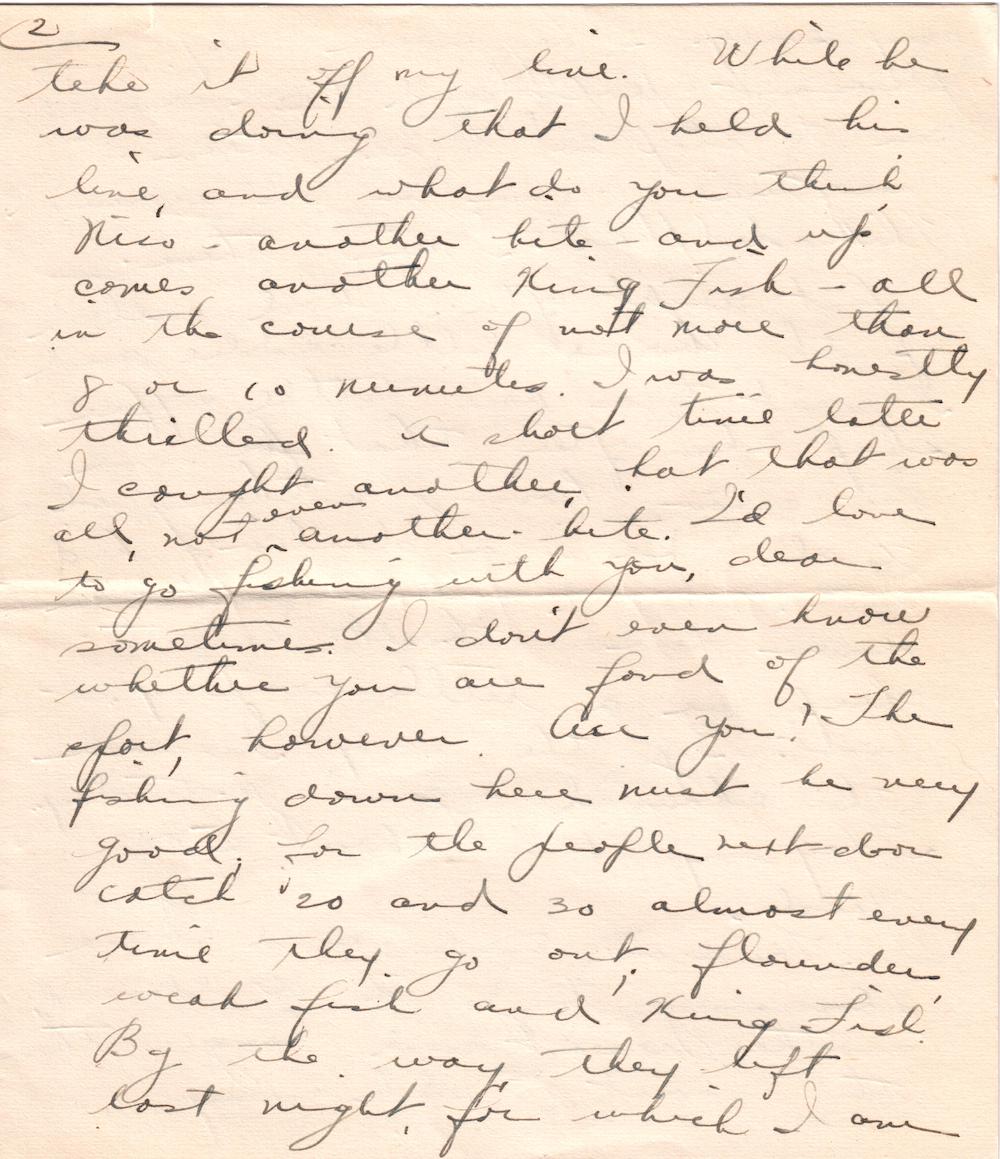 2
take it off my line. While he
was doing that I held his
line, and what do you think,
- another bite - and up
comes another King Fish - all
in the course of not more than
8 or 10 minutes. I was honestly
thrilled. A short time later
I caught another, but that was
all, not even another bite. I'd love
to go fishing with you, dear
sometimes. I don't even know
whether you are fond of the
sport, however. Are you? The
fishing down here must be very
good, for the people next door
catch 20 and 30 almost every
time they go out, flounders,
weak fish and King Fish.
By the way, they left
last night, for which I am